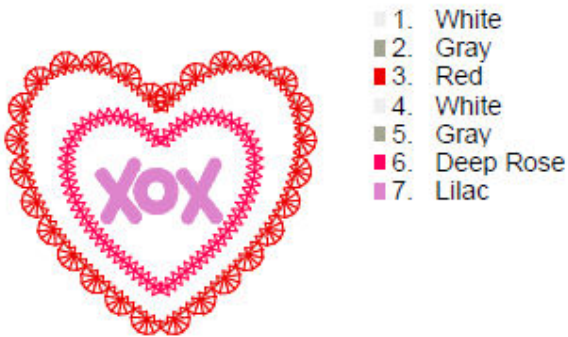 XOX
1. White
2. Gray
3. Red
4. White
5. Gray
6. Deep Rose
7. Lilac